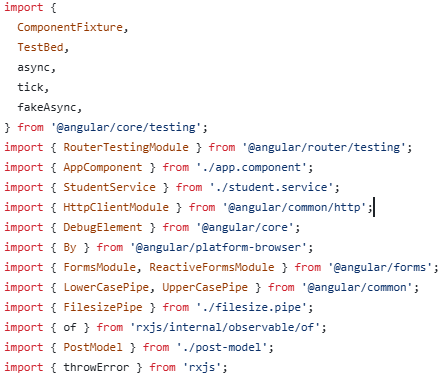 import {
  ComponentFixture,
  TestBed,
  async,
  tick,
  fakeAsync,
} from '@angular/core/testing';
import { RouterTestingModule } from '@angular/router/testing';
import { AppComponent } from './app.component';
import { StudentService } from './student.service';
import { HttpClientModule } from '@angular/common/http';
import { DebugElement } from '@angular/core';
import { By } from '@angular/platform-browser';
import { FormsModule, ReactiveFormsModule } from '@angular/forms';
import { LowerCasePipe, UpperCasePipe } from '@angular/common';
import { FilesizePipe } from './filesize.pipe';
import { of } from 'rxjs/internal/observable/of';
import { PostModel } from './post-model';
import { throwError } from 'rxjs';